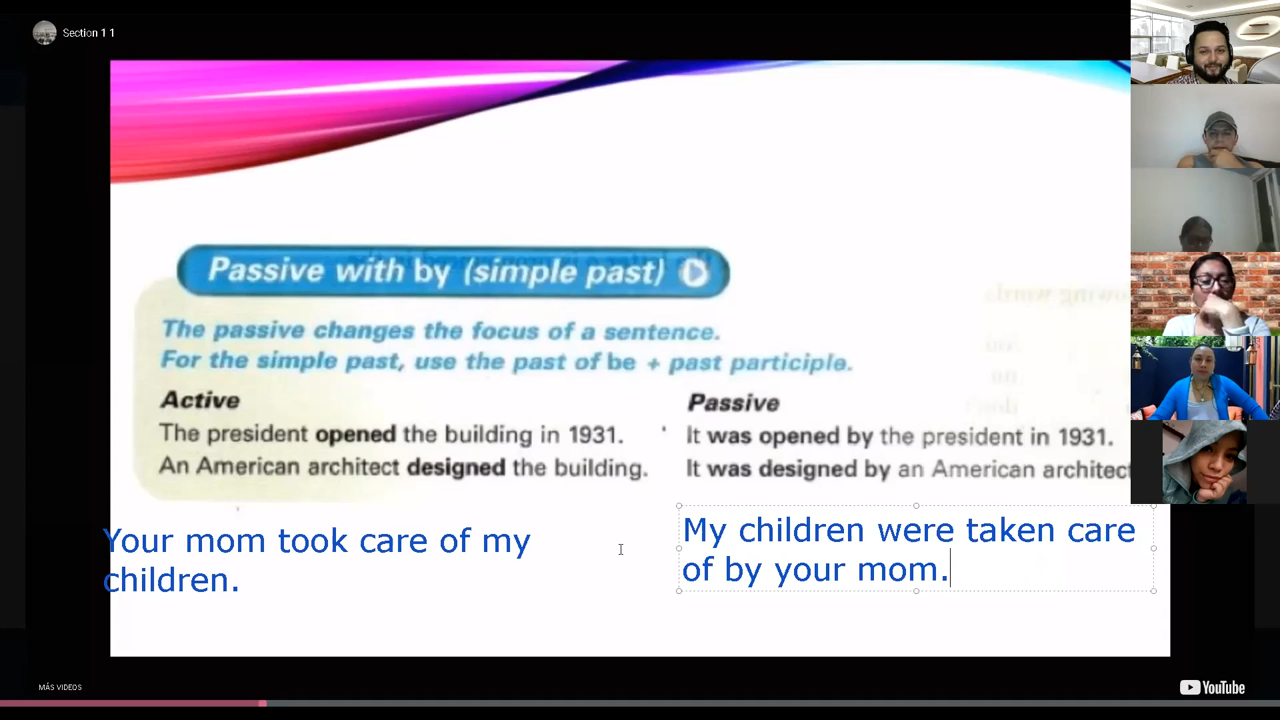 Section 1 1
Passive with by (simple past)
The passive changes the focus of a sentence.
For the simple past, use the past of be + past participle.
Active
The president opened the building in 1931.
An American architect designed the building.
Passive
It was opened by the president in 1931.
It was designed by an American architect
Your mom took care of my
children.
My children were taken care
of by your mom.
MÁS VIDEOS
YouTube